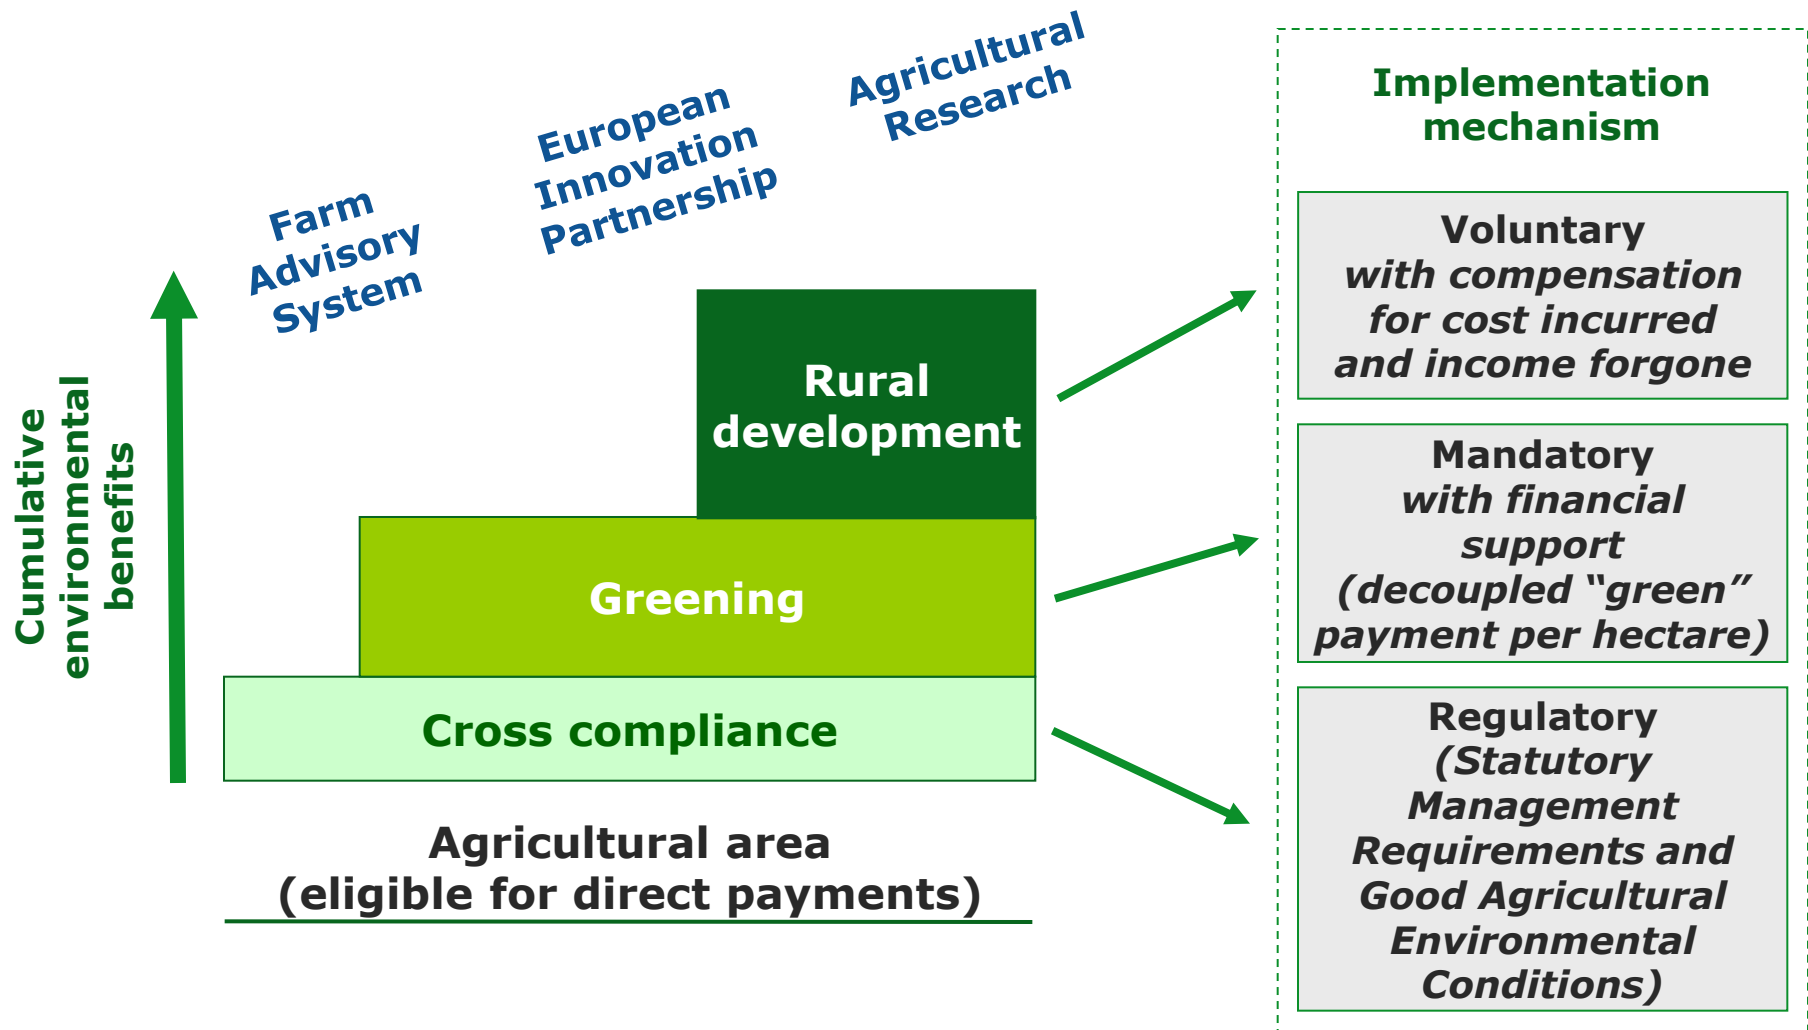 Farm
Advisory
System
European
Innovation
Partnership
Agricultural
Research
Cumulative
environmental
benefits
Rural
development
Greening
Cross compliance
Agricultural area
(eligible for direct payments)
Implementation
mechanism
Voluntary
with compensation
for cost incurred
and income forgone
Mandatory
with financial
support
(decoupled “green”
payment per hectare)
Regulatory
(Statutory
Management
Requirements and
Good Agricultural
Environmental
Conditions)